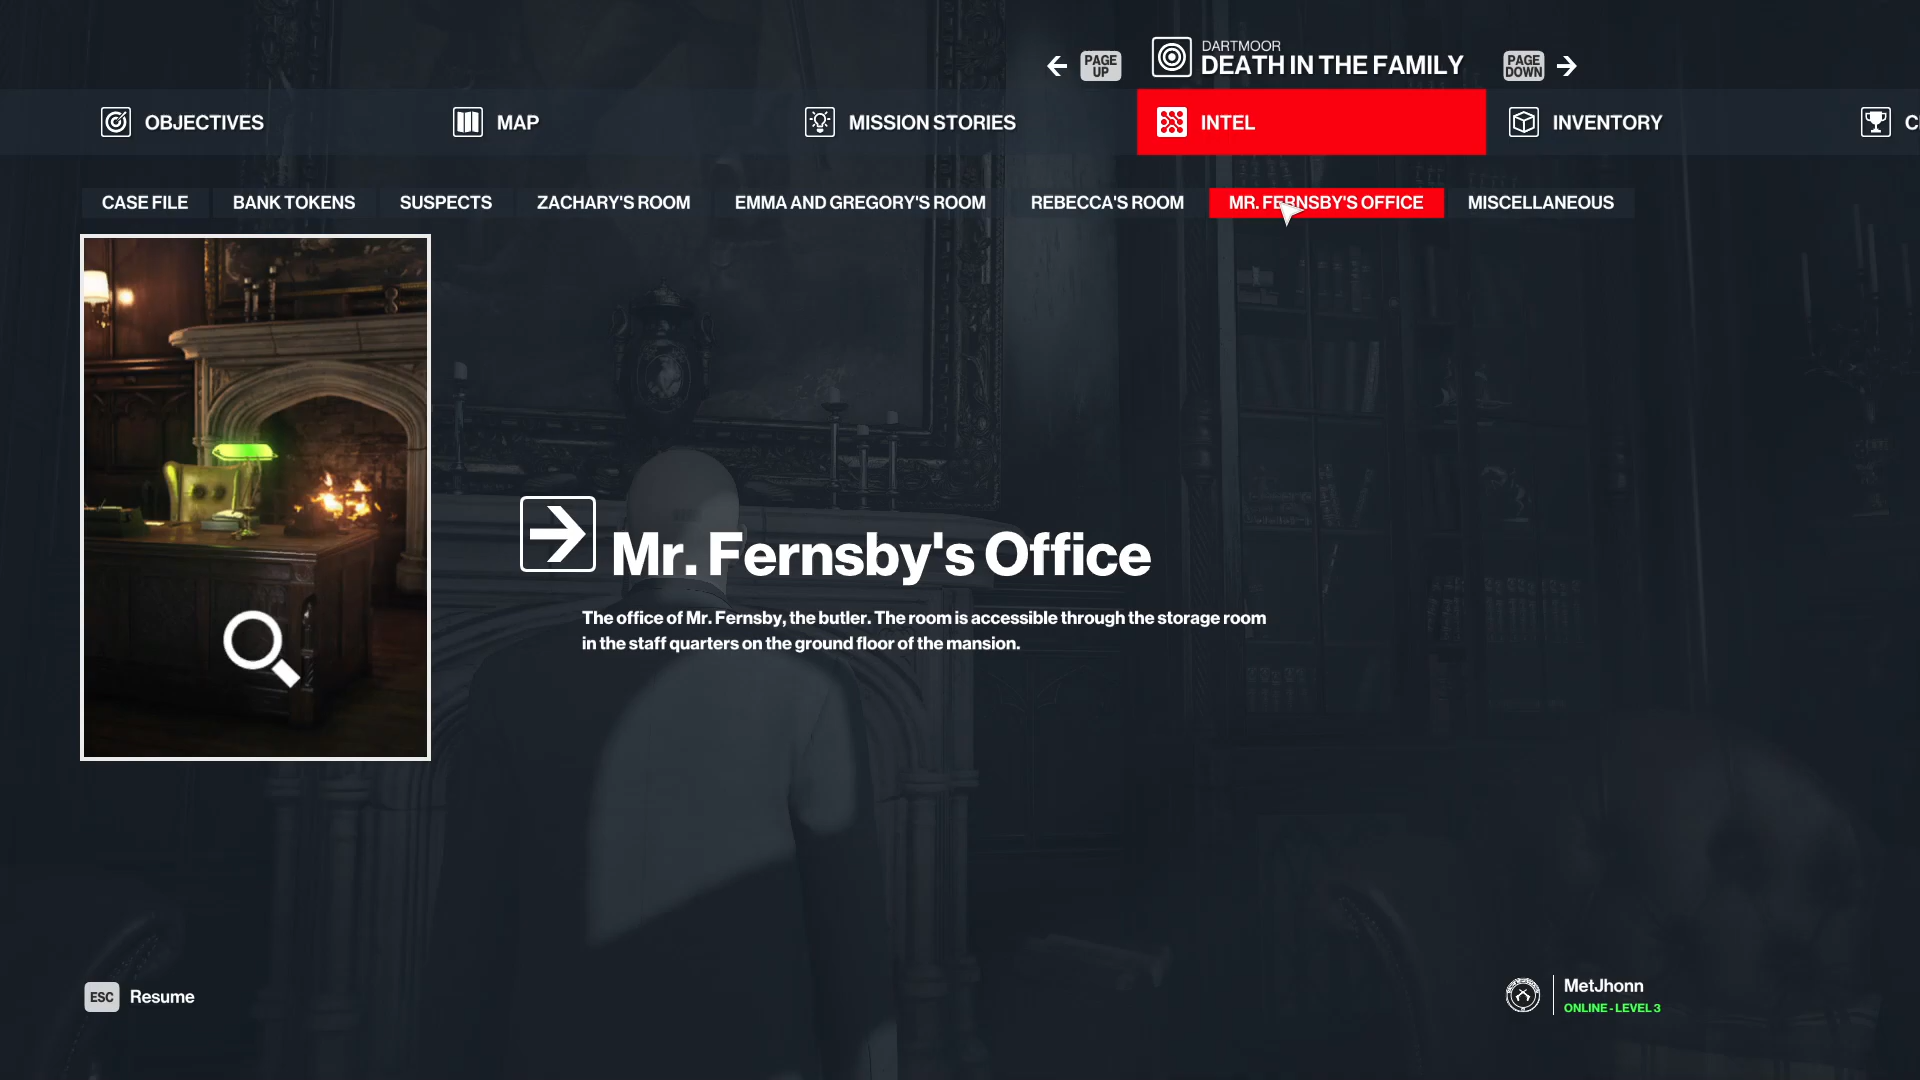 PAGE UP
DARTMOOR
DEATH IN THE FAMILY
PAGE DOWN
OBJECTIVES
MAP
MISSION STORIES
INTEL
INVENTORY
C
CASE FILE
BANK TOKENS
SUSPECTS
ZACHARY'S ROOM
EMMA AND GREGORY'S ROOM
REBECCA'S ROOM
MR. FERNSBY'S OFFICE
MISCELLANEOUS
Mr. Fernsby's Office
The office of Mr. Fernsby, the butler. The room is accessible through the storage room
in the staff quarters on the ground floor of the mansion.
ESC Resume
MetJhonn
ONLINE - LEVEL 3